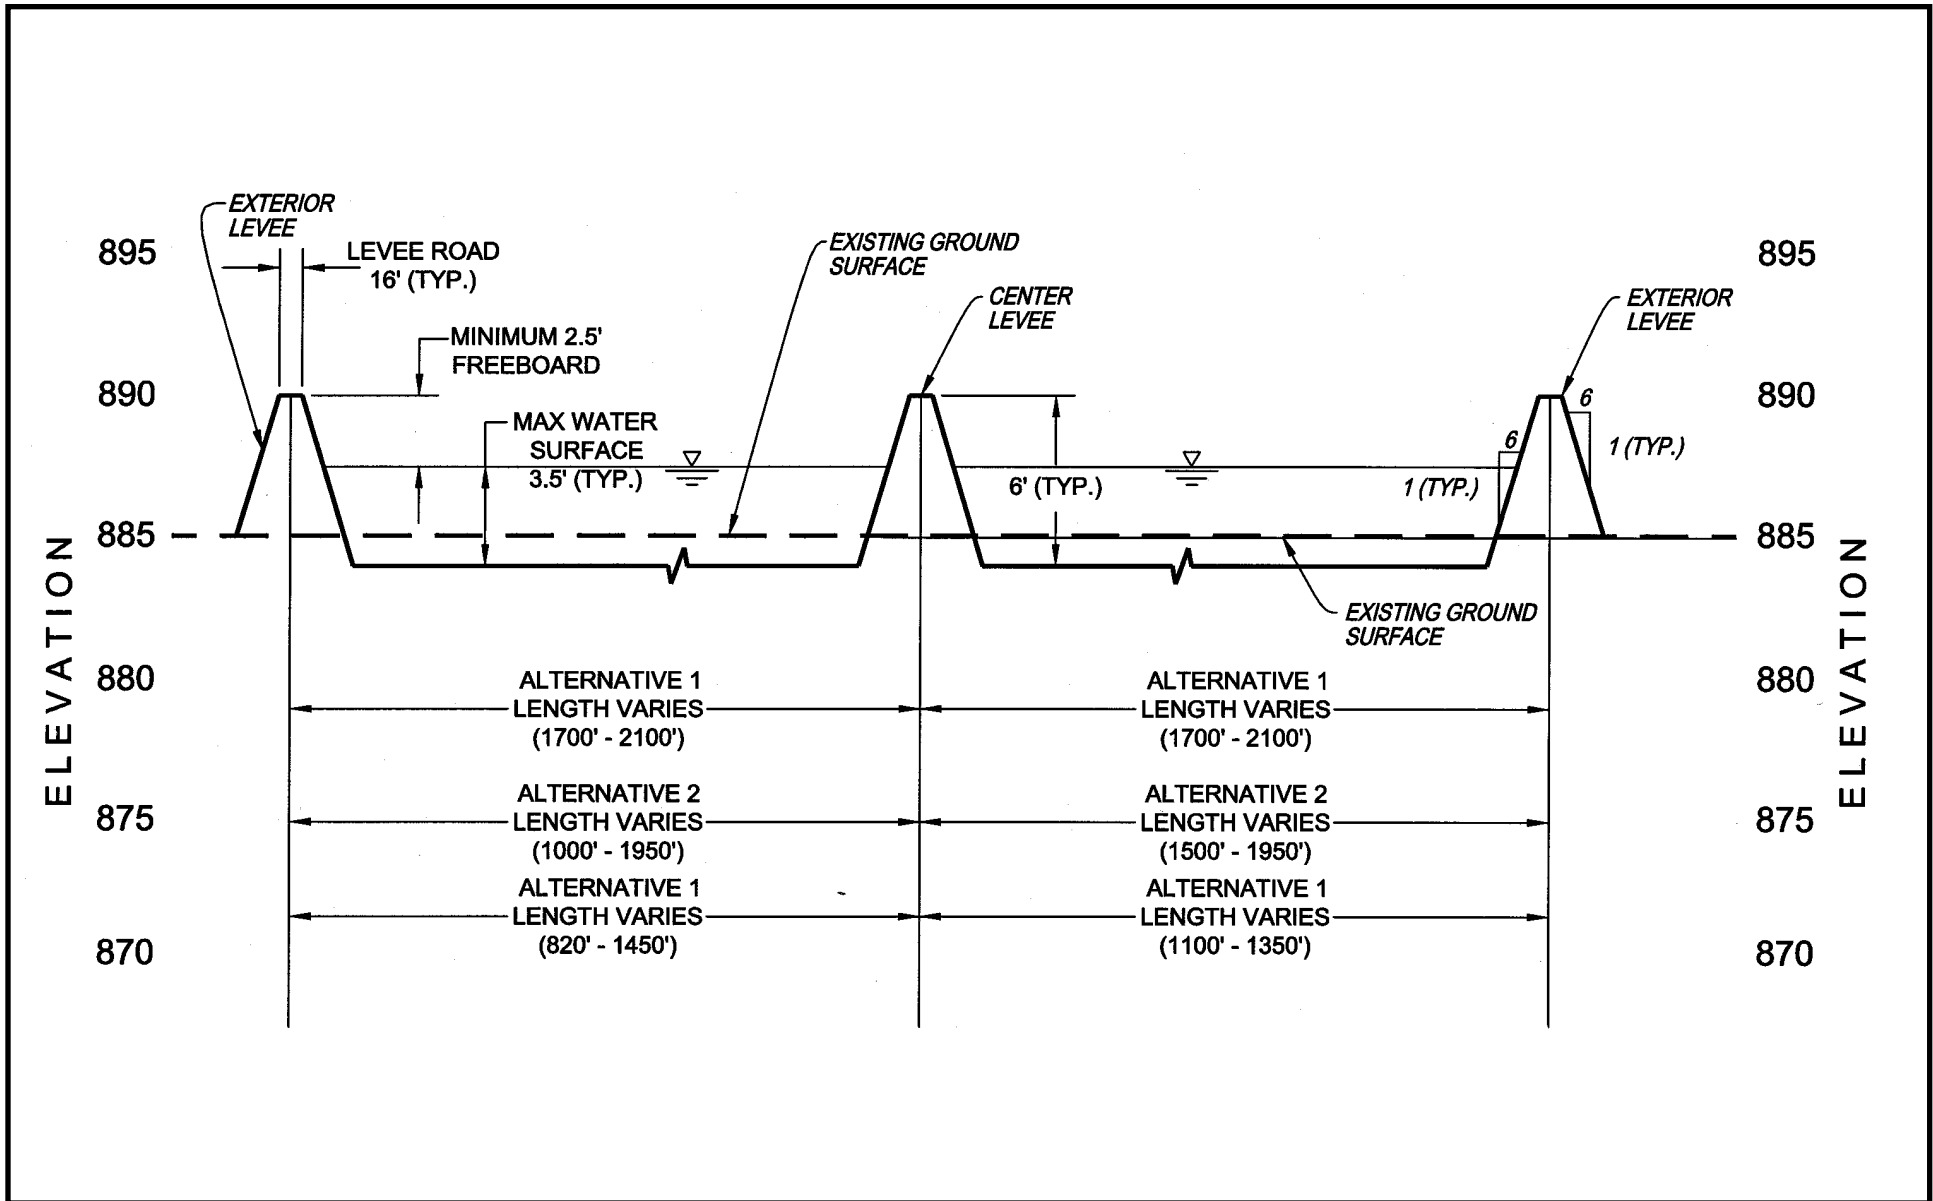 EXTERIOR
LEVEE
895
LEVEE ROAD
16' (TYP.)
EXISTING GROUND
SURFACE
895
CENTER
LEVEE
EXTERIOR
LEVEE
MINIMUM 2.5'
FREEBOARD
890
890
6
MAX WATER
SURFACE
3.5' (TYP.)
6' (TYP.)
6
1 (TYP.)
1 (TYP.)
885
885
EXISTING GROUND
SURFACE
ELEVATION
ELEVATION
880
880
ALTERNATIVE 1
LENGTH VARIES
(1700' - 2100')
ALTERNATIVE 1
LENGTH VARIES
(1700' - 2100')
875
875
ALTERNATIVE 2
LENGTH VARIES
(1000' - 1950')
ALTERNATIVE 2
LENGTH VARIES
(1500' - 1950')
ALTERNATIVE 1
LENGTH VARIES
(820' - 1450')
ALTERNATIVE 1
LENGTH VARIES
(1100' - 1350')
870
870